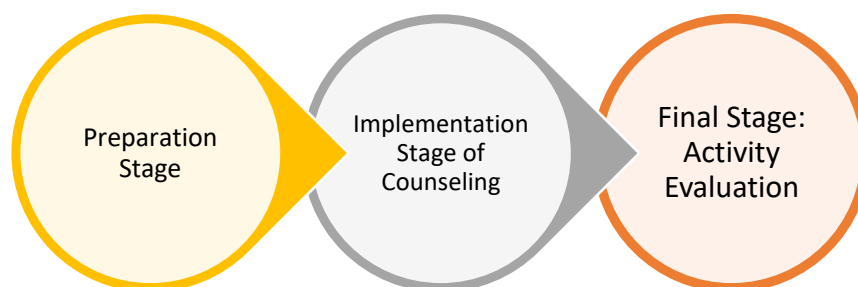 Preparation
Stage
Implementation
Stage of
Counseling
Final Stage:
Activity
Evaluation